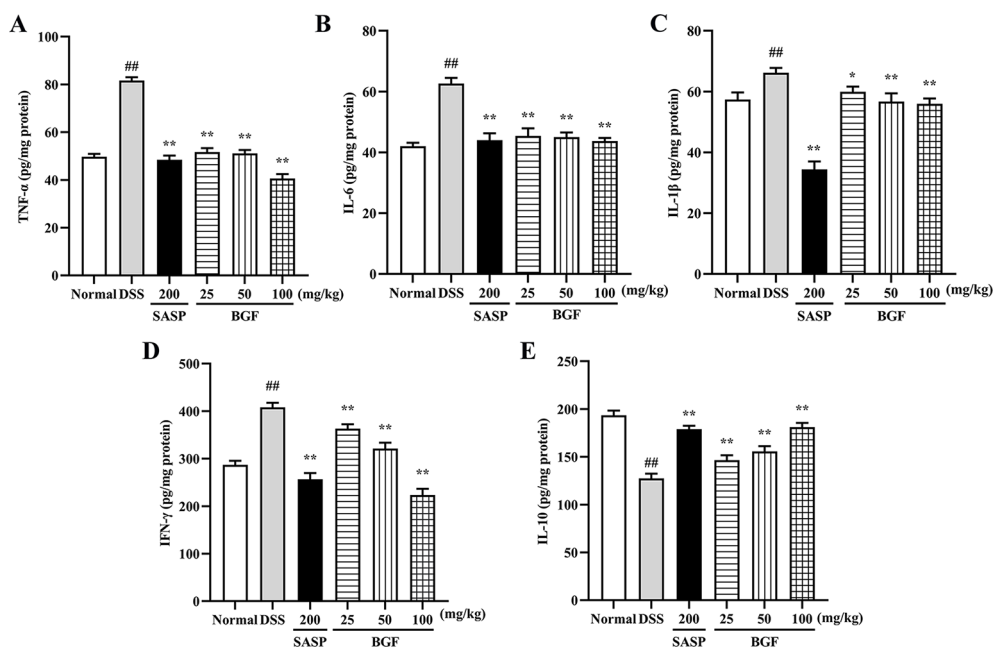 A
TNF-α (pg/mg protein)
100
80
60
40
20
0
##
**
**
**
**
Normal DSS 200 25 50 100 (mg/kg)
SASP BGF
B
IL-6 (pg/mg protein)
80
60
40
20
0
##
**
**
**
**
Normal DSS 200 25 50 100 (mg/kg)
SASP BGF
C
IL-1β (pg/mg protein)
80
60
40
20
0
##
**
*
**
**
Normal DSS 200 25 50 100 (mg/kg)
SASP BGF
D
IFN-γ (pg/mg protein)
500
400
300
200
100
0
##
**
**
**
**
Normal DSS 200 25 50 100 (mg/kg)
SASP BGF
E
IL-10 (pg/mg protein)
250
200
150
100
50
0
##
**
**
**
**
Normal DSS 200 25 50 100 (mg/kg)
SASP BGF